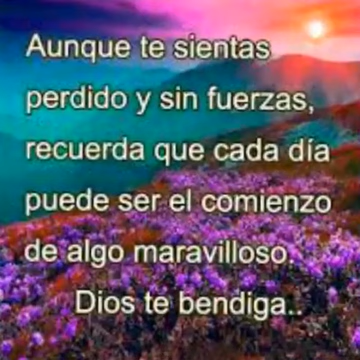 Aunque te sientas
perdido y sin fuerzas,
recuerda que cada día
puede ser el comienzo
de algo maravilloso.
Dios te bendiga..